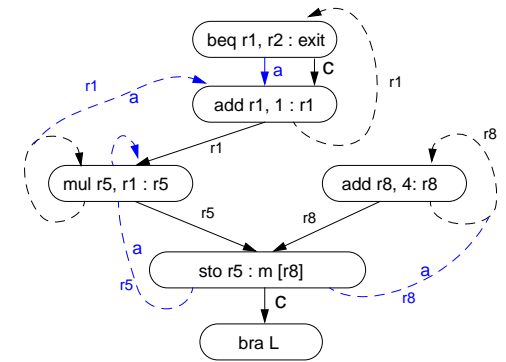 beq r1, r2 : exit
a
c
r1
r1
a
add r1, 1 : r1
r1
r8
mul r5, r1 : r5
add r8, 4: r8
r5
r8
a
a
r5
r8
sto r5 : m [r8]
c
bra L